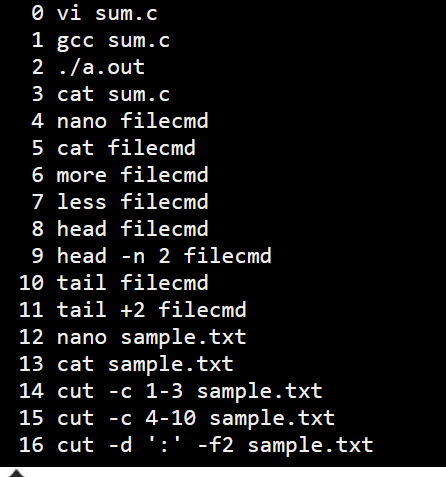 0 vi sum.c
1 gcc sum.c
2 ./a.out
3 cat sum.c
4 nano filecmd
5 cat filecmd
6 more filecmd
7 less filecmd
8 head filecmd
9 head -n 2 filecmd
10 tail filecmd
11 tail +2 filecmd
12 nano sample.txt
13 cat sample.txt
14 cut -c 1-3 sample.txt
15 cut -c 4-10 sample.txt
16 cut -d ':' -f2 sample.txt